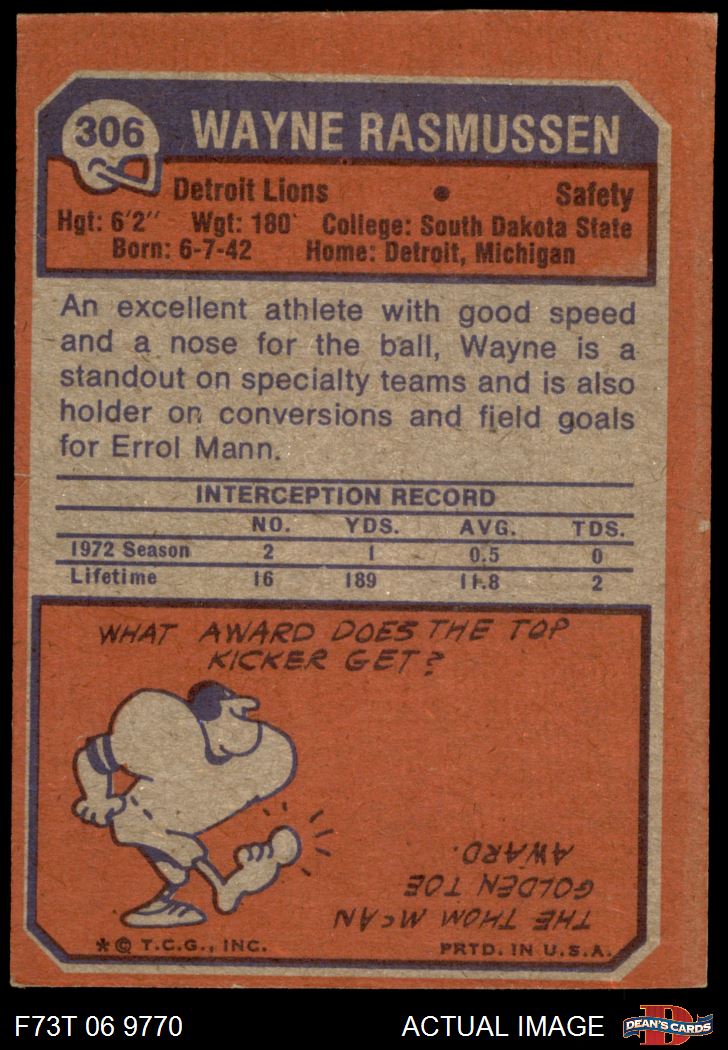 306 WAYNE RASMUSSEN
Detroit Lions • Safety
Hgt: 6'2" Wgt: 180 College: South Dakota State
Born: 6-7-42 Home: Detroit, Michigan
An excellent athlete with good speed
and a nose for the ball, Wayne is a
standout on specialty teams and is also
holder on conversions and field goals
for Errol Mann.
INTERCEPTION RECORD
NO. YDS. AVG. TDS.
1972 Season 2 1 0.5 0
Lifetime 16 189 11.8 2
WHAT AWARD DOES THE TOP
KICKER GET?
THE THOM McAN
GOLDEN TOE
AWARD.
*© T.C.G., INC. PRTD. IN U.S.A.
F73T 06 9770 ACTUAL IMAGE D DEAN'S CARDS